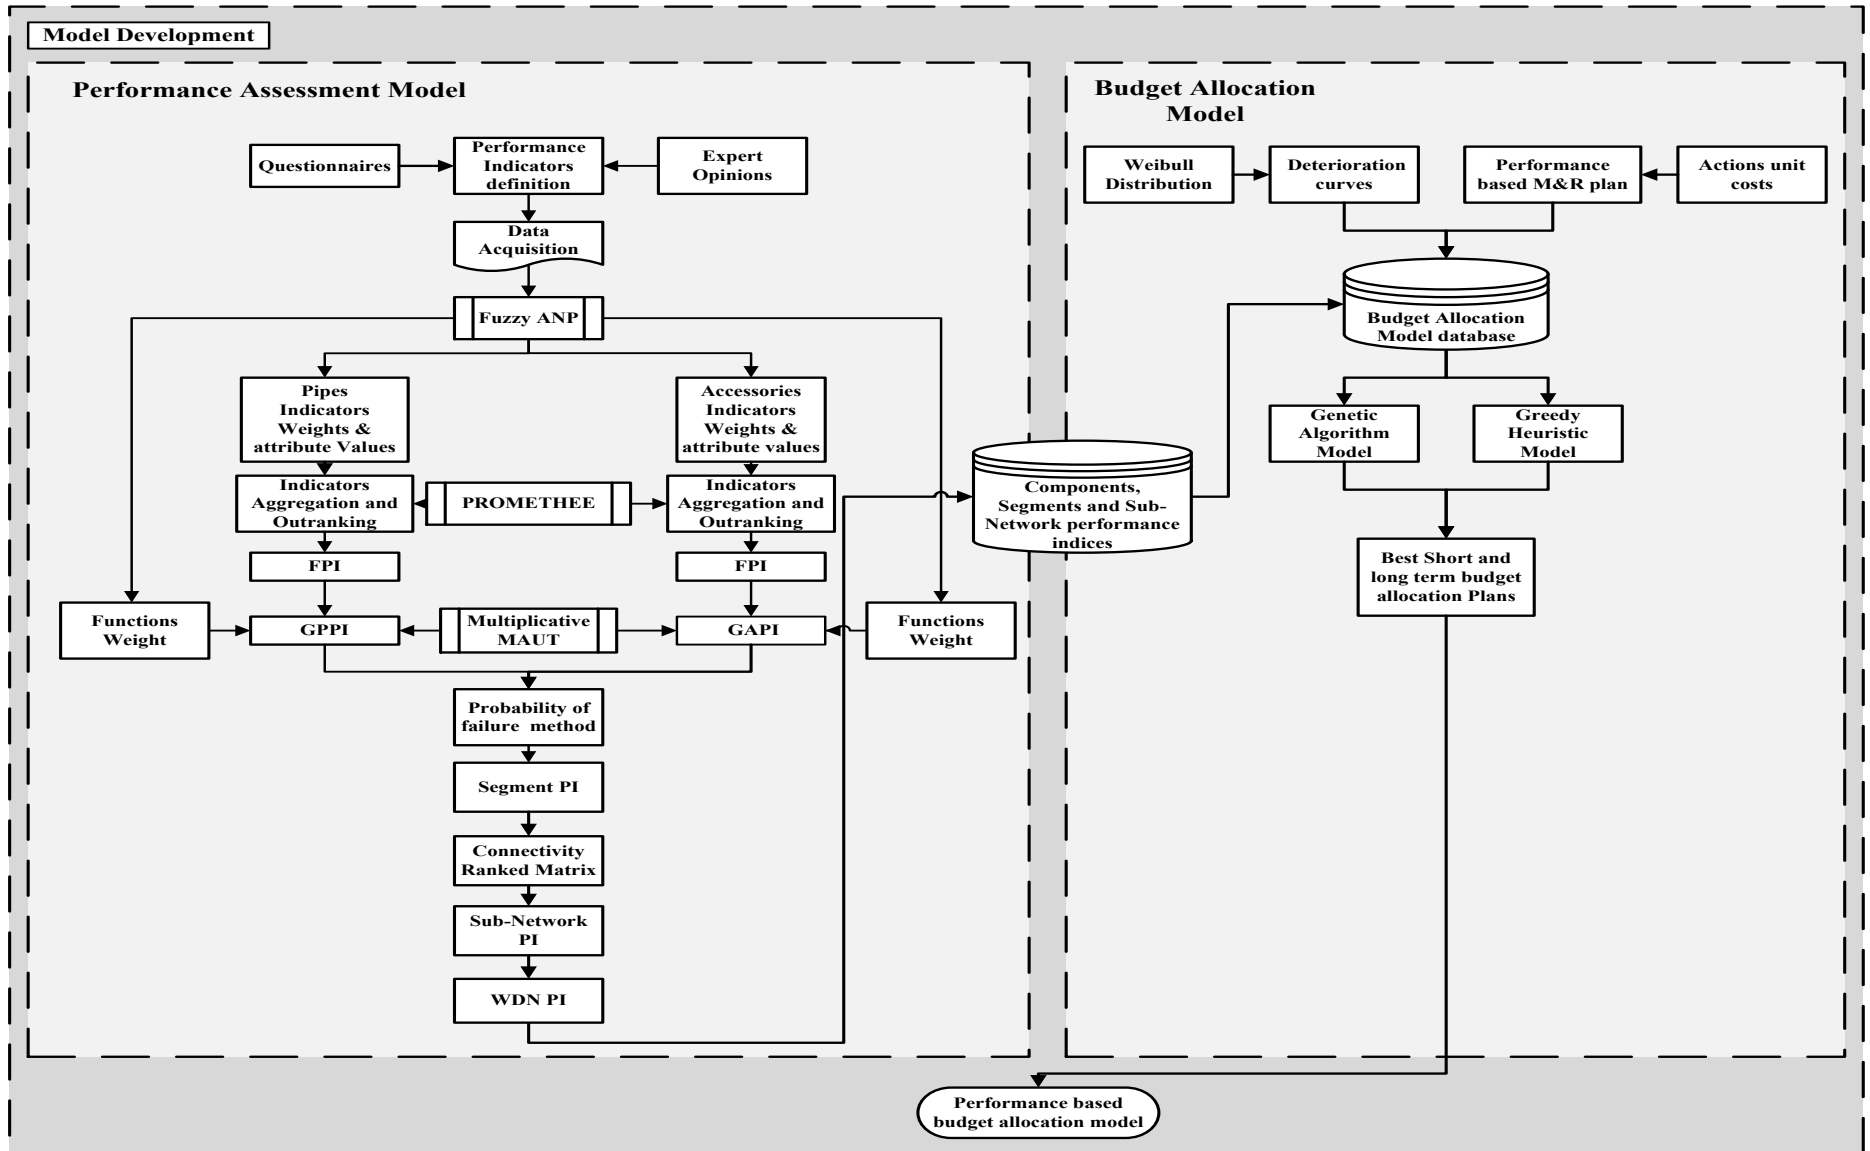 Model Development
Performance Assessment Model
Questionnaires
Performance
Indicators
definition
Expert
Opinions
Data
Acquisition
Fuzzy ANP
Pipes
Indicators
Weights &
attribute Values
Accessories
Indicators
Weights &
attribute values
Indicators
Aggregation and
Outranking
PROMETHEE
Indicators
Aggregation and
Outranking
FPI
FPI
Functions
Weight
GPPI
Multiplicative
MAUT
GAPI
Functions
Weight
Probability of
failure method
Segment PI
Connectivity
Ranked Matrix
Sub-Network
PI
WDN PI
Components,
Segments and Sub-
Network performance
indices
Budget Allocation
Model
Weibull
Distribution
Deterioration
curves
Performance
based M&R plan
Actions unit
costs
Budget Allocation
Model database
Genetic
Algorithm
Model
Greedy
Heuristic
Model
Best Short and
long term budget
allocation Plans
Performance based
budget allocation model